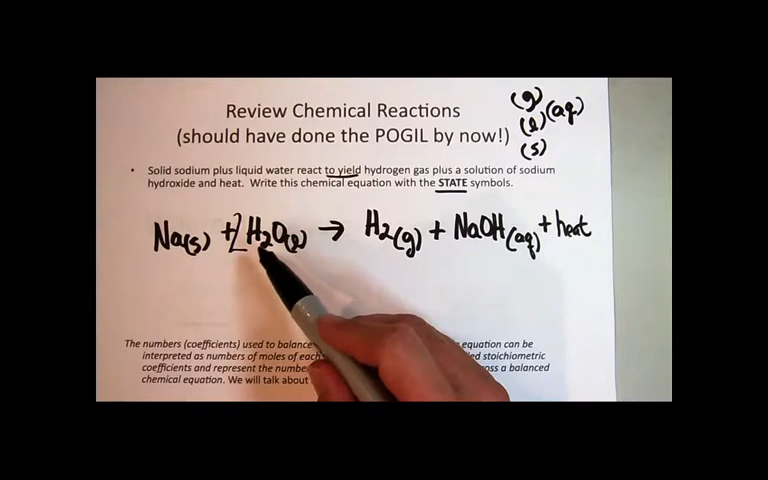 Review Chemical Reactions
(should have done the POGIL by now!)
(g)
(l) (aq)
(s)
• Solid sodium plus liquid water react to yield hydrogen gas plus a solution of sodium
hydroxide and heat. Write this chemical equation with the STATE symbols.
Na(s) + 2H2O(l) → H2(g) + NaOH(aq) + heat
The numbers (coefficients) used to balance equation can be
interpreted as numbers of moles of each stoichiometric
coefficients and represent the balanced
chemical equation. We will talk about